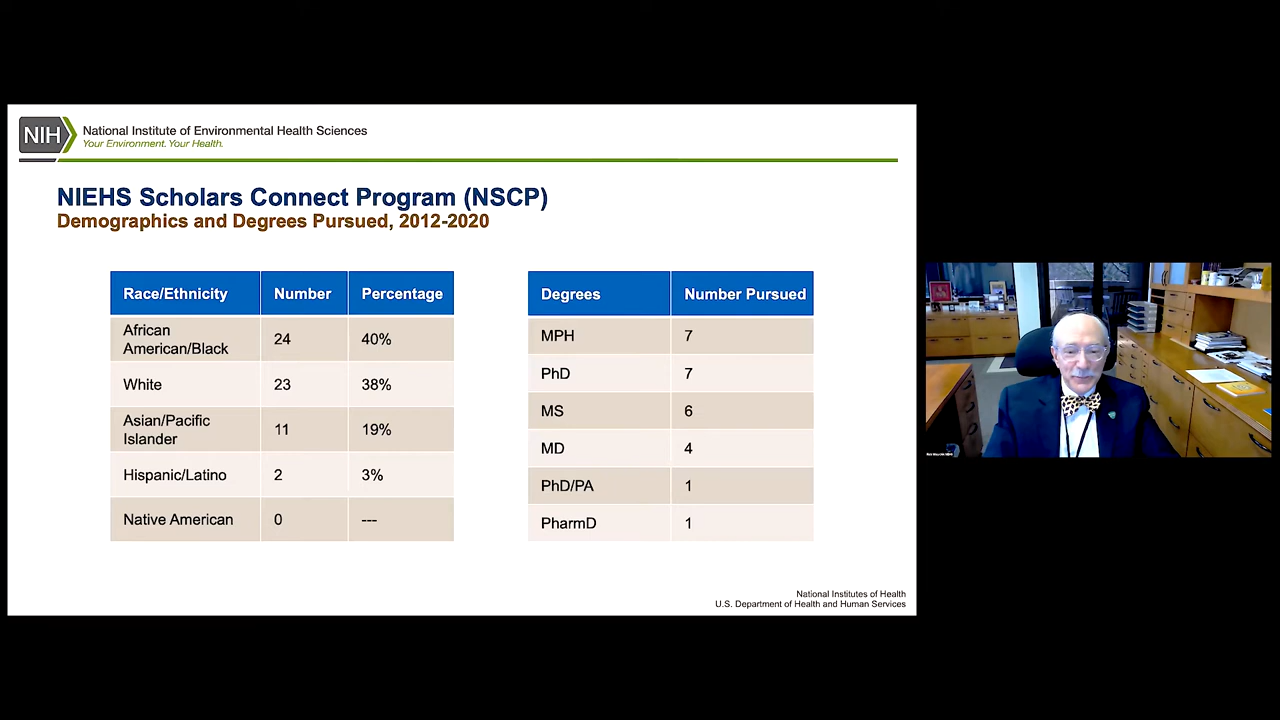 NIH
National Institute of Environmental Health Sciences
Your Environment. Your Health.
NIEHS Scholars Connect Program (NSCP)
Demographics and Degrees Pursued, 2012-2020
Race/Ethnicity Number Percentage
African American/Black 24 40%
White 23 38%
Asian/Pacific Islander 11 19%
Hispanic/Latino 2 3%
Native American 0 ---
Degrees Number Pursued
MPH 7
PhD 7
MS 6
MD 4
PhD/PA 1
PharmD 1
National Institutes of Health
U.S. Department of Health and Human Services